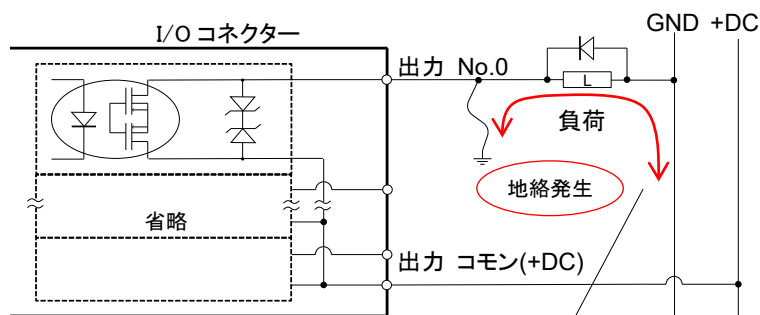 I/O コネクター
GND +DC
出力 No.0
L
負荷
地絡発生
省略
出力 コモン(+DC)